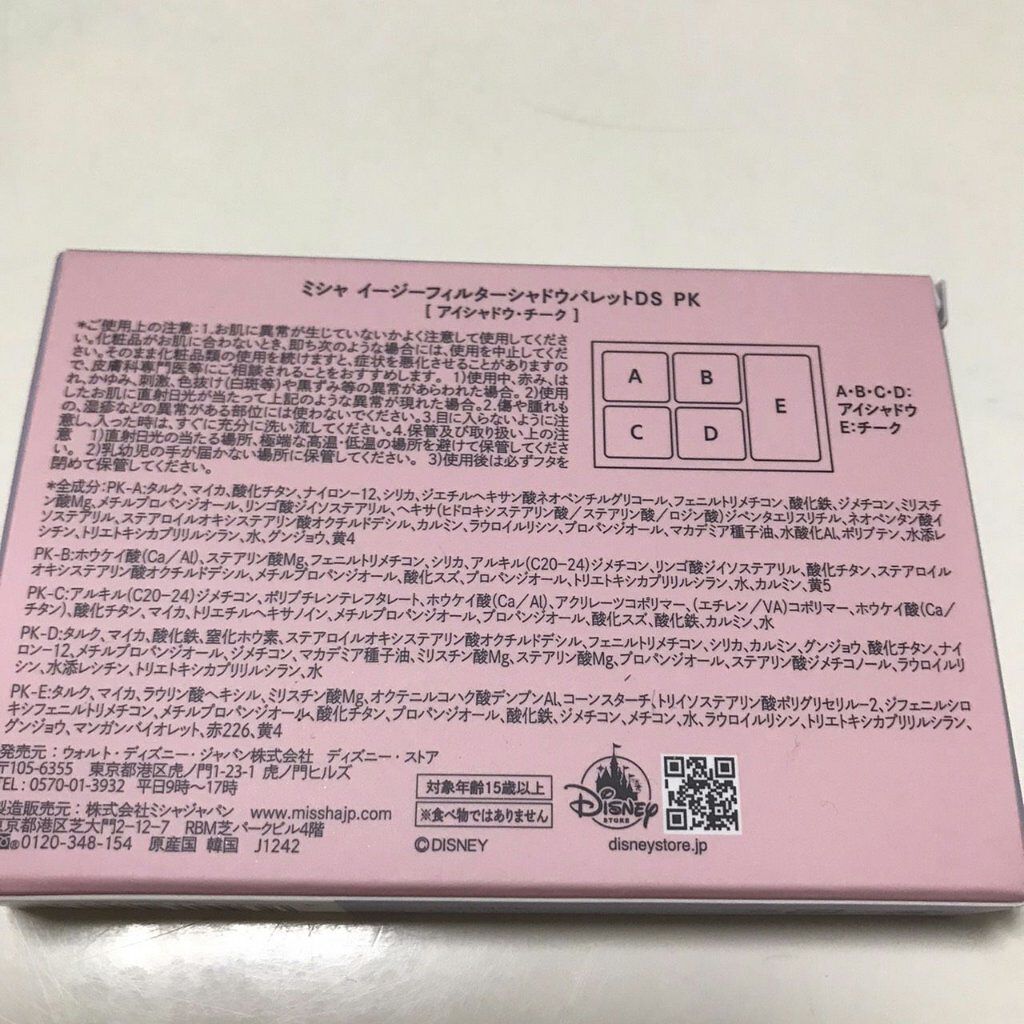 ミシャ イージーフィルターシャドウパレットDS PK
[ アイシャドウ・チーク ]
*ご使用上の注意:1.お肌に異常が生じていないかよく注意して使用してくださ
い。化粧品がお肌に合わないとき、即ち次のような場合には、使用を中止してくだ
さい。そのまま化粧品類の使用を続けますと、症状を悪化させることがありますの
で、皮膚科専門医等にご相談されることをおすすめします。 1)使用中、赤み、は
れ、かゆみ、刺激、色抜け(白斑等)や黒ずみ等の異常があらわれた場合。2)使用
したお肌に直射日光が当たって上記のような異常が現れた場合。2.傷や腫れも
の、湿疹などの異常がある部位には使わないでください。3.目に入らないように注
意し、入った時は、すぐに充分に洗い流してください。4.保管及び取り扱い上の注
意 1)直射日光の当たる場所、極端な高温・低温の場所を避けて保管してくださ
い。 2)乳幼児の手が届かない場所に保管してください。 3)使用後は必ずフタを
閉めて保管してください。
A B
C D
E
A・B・C・D:
アイシャドウ
E:チーク
*全成分:PK-A:タルク、マイカ、酸化チタン、ナイロン-12、シリカ、ジエチルヘキサン酸ネオペンチルグリコール、フェニルトリメチコン、酸化鉄、ジメチコン、ミリスチ
ン酸Mg、メチルプロパンジオール、リンゴ酸ジイソステアリル、ヘキサ(ヒドロキシステアリン酸/ステアリン酸/ロジン酸)ジペンタエリスリチル、ネオペンタン酸イ
ソステアリル、ステアロイルオキシステアリン酸オクチルドデシル、カルミン、ラウロイルリシン、プロパンジオール、マカデミア種子油、水酸化Al、ポリブテン、水添レ
シチン、トリエトキシカプリリルシラン、水、グンジョウ、黄4
PK-B:ホウケイ酸(Ca/Al)、ステアリン酸Mg、フェニルトリメチコン、シリカ、アルキル(C20-24)ジメチコン、リンゴ酸ジイソステアリル、酸化チタン、ステアロイル
オキシステアリン酸オクチルドデシル、メチルプロパンジオール、酸化スズ、プロパンジオール、トリエトキシカプリリルシラン、水、カルミン、黄5
PK-C:アルキル(C20-24)ジメチコン、ポリブチレンテレフタレート、ホウケイ酸(Ca/Al)、アクリレーツコポリマー、(エチレン/VA)コポリマー、ホウケイ酸(Ca/
チタン)、酸化チタン、マイカ、トリエチルヘキサノイン、メチルプロパンジオール、プロパンジオール、酸化スズ、酸化鉄、カルミン、水
PK-D:タルク、マイカ、酸化鉄、窒化ホウ素、ステアロイルオキシステアリン酸オクチルドデシル、フェニルトリメチコン、シリカ、カルミン、グンジョウ、酸化チタン、ナイ
ロン-12、メチルプロパンジオール、ジメチコン、マカデミア種子油、ミリスチン酸Mg、ステアリン酸Mg、プロパンジオール、ステアリン酸ジメチコノール、ラウロイルリ
シン、水添レシチン、トリエトキシカプリリルシラン、水
PK-E:タルク、マイカ、ラウリン酸ヘキシル、ミリスチン酸Mg、オクテニルコハク酸デンプンAl、コーンスターチ、トリイソステアリン酸ポリグリセリル-2、ジフェニルシロ
キシフェニルトリメチコン、メチルプロパンジオール、酸化チタン、プロパンジオール、酸化鉄、ジメチコン、メチコン、水、ラウロイルリシン、トリエトキシカプリリルシラン、
グンジョウ、マンガンバイオレット、赤226、黄4
発売元:ウォルト・ディズニー・ジャパン株式会社 ディズニー・ストア
〒105-6355 東京都港区虎ノ門1-23-1 虎ノ門ヒルズ
TEL:0570-01-3932 平日9時〜17時
製造販売元:株式会社ミシャジャパン www.misshajp.com
東京都港区芝大門2-12-7 RBM芝パークビル4階
0120-348-154 原産国 韓国 J1242
対象年齢15歳以上
※食べ物ではありません
©DISNEY
Disney
STORE
disneystore.jp